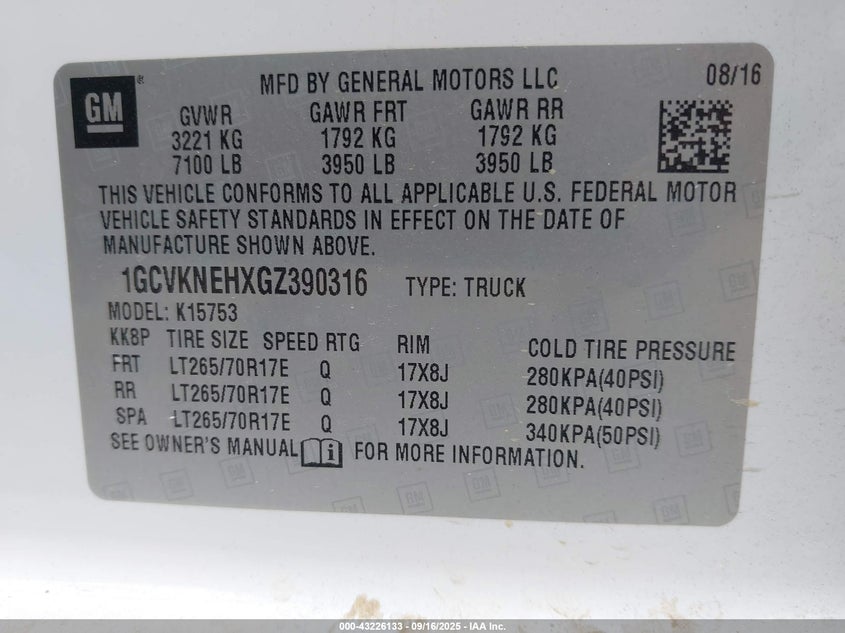 GM
®
MFD BY GENERAL MOTORS LLC 08/16
GVWR GAWR FRT GAWR RR
3221 KG 1792 KG 1792 KG
7100 LB 3950 LB 3950 LB
THIS VEHICLE CONFORMS TO ALL APPLICABLE U.S. FEDERAL MOTOR
VEHICLE SAFETY STANDARDS IN EFFECT ON THE DATE OF
MANUFACTURE SHOWN ABOVE.
1GCVKNEHXGZ390316 TYPE: TRUCK
MODEL: K15753
KK8P TIRE SIZE SPEED RTG RIM COLD TIRE PRESSURE
FRT LT265/70R17E Q 17X8J 280KPA(40PSI)
RR LT265/70R17E Q 17X8J 280KPA(40PSI)
SPA LT265/70R17E Q 17X8J 340KPA(50PSI)
SEE OWNER'S MANUAL i FOR MORE INFORMATION.
000-43226133 - 09/16/2025 - IAA Inc.